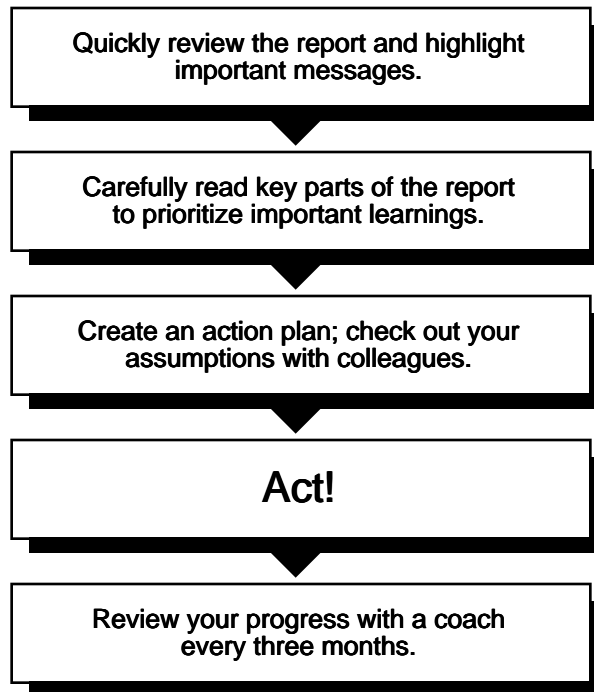 Quickly review the report and highlight
important messages.
Carefully read key parts of the report
to prioritize important learnings.
Create an action plan; check out your
assumptions with colleagues.
Act!
Review your progress with a coach
every three months.